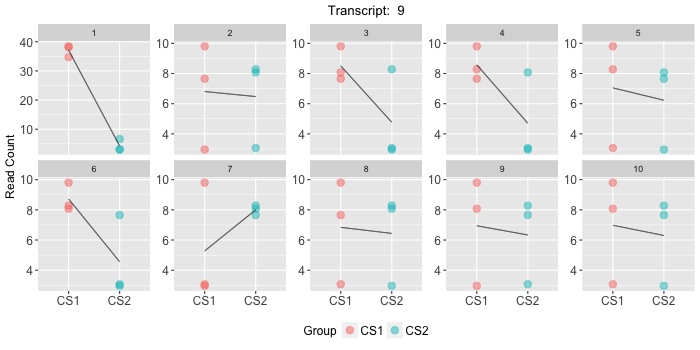 Transcript: 9
1 2 3 4 5
40 10 10 10 10
30 8 8 8 8
20 6 6 6 6
10 4 4 4 4
Read Count
6 7 8 9 10
10 10 10 10 10
8 8 8 8 8
6 6 6 6 6
4 4 4 4 4
CS1 CS2 CS1 CS2 CS1 CS2 CS1 CS2 CS1 CS2
Group CS1 CS2